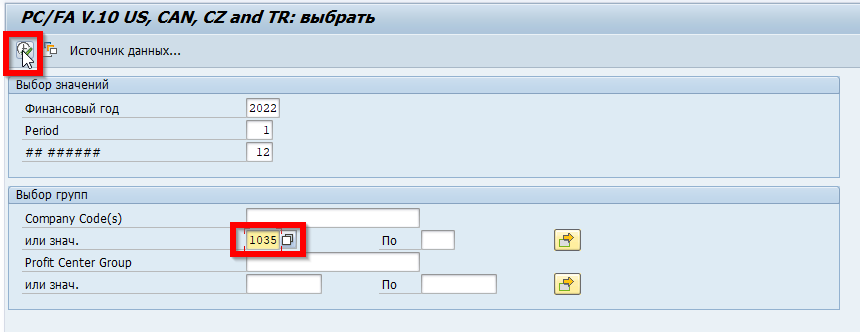 PC/FA V.10 US, CAN, CZ and TR: выбрать
Источник данных...
Выбор значений
Финансовый год 2022
Period 1
## ###### 12
Выбор групп
Company Code(s)
или знач. 1035 По
Profit Center Group
или знач. По